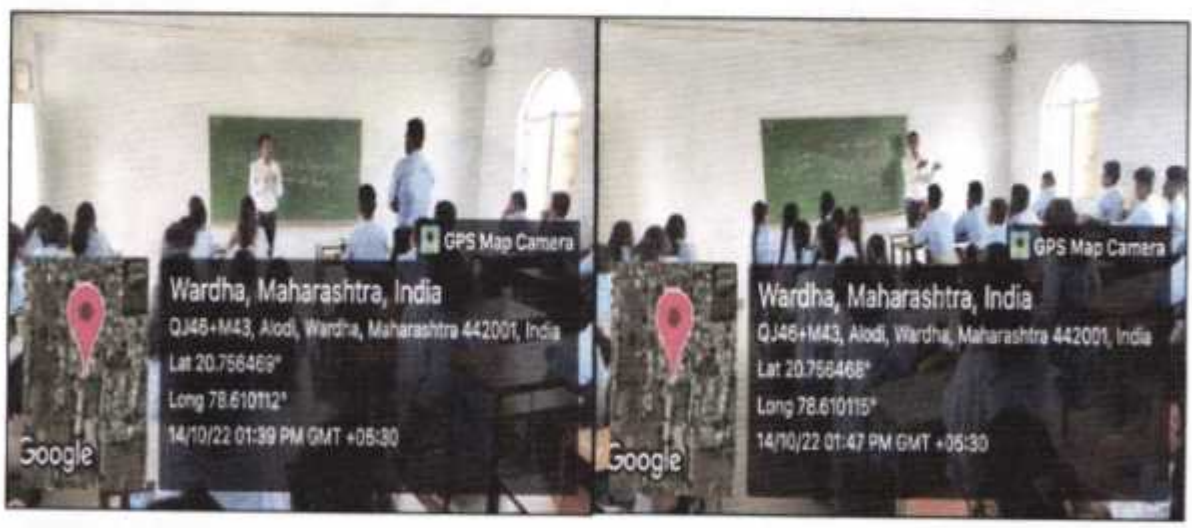 GPS Map Camera
Wardha, Maharashtra, India
QJ46+M43, Alodi, Wardha, Maharashtra 442001, India
Lat 20.756469°
Long 78.610112°
14/10/22 01:39 PM GMT +05:30
Google
GPS Map Camera
Wardha, Maharashtra, India
QJ46+M43, Alodi, Wardha, Maharashtra 442001, India
Lat 20.756468°
Long 78.610115°
14/10/22 01:47 PM GMT +05:30
Google